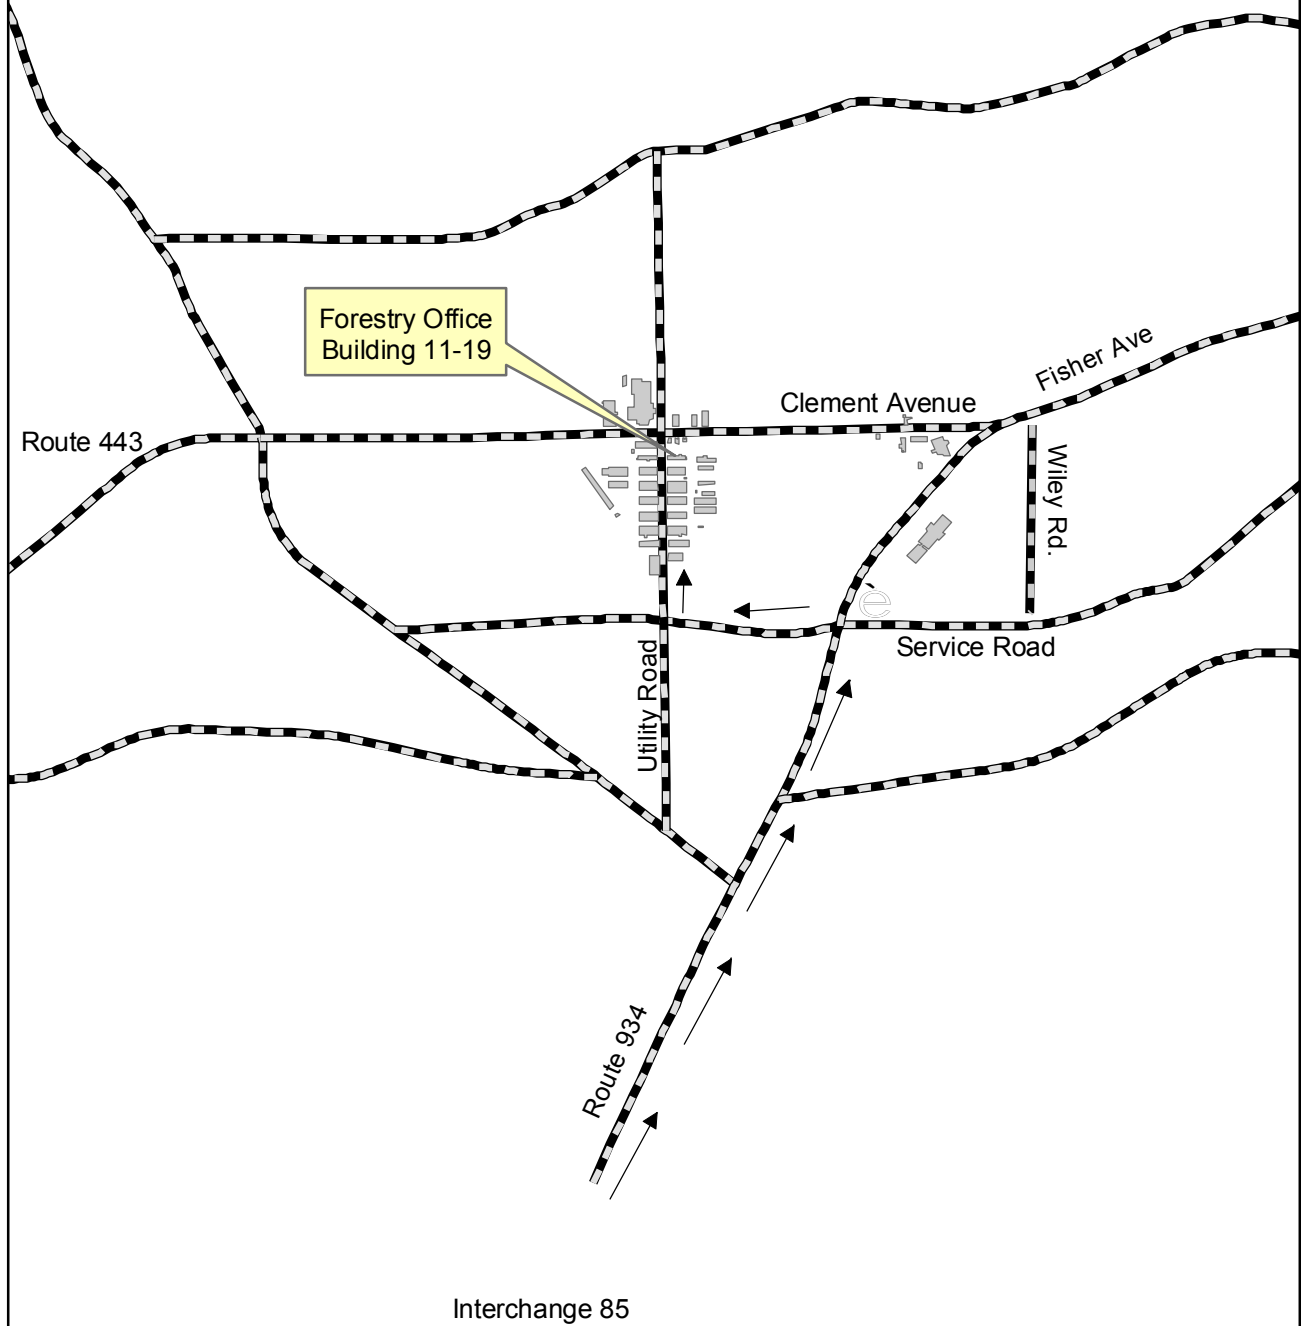 Forestry Office
Building 11-19
Fisher Ave
Clement Avenue
Route 443
Wiley Rd.
è
Service Road
Utility Road
Route 934
Interchange 85